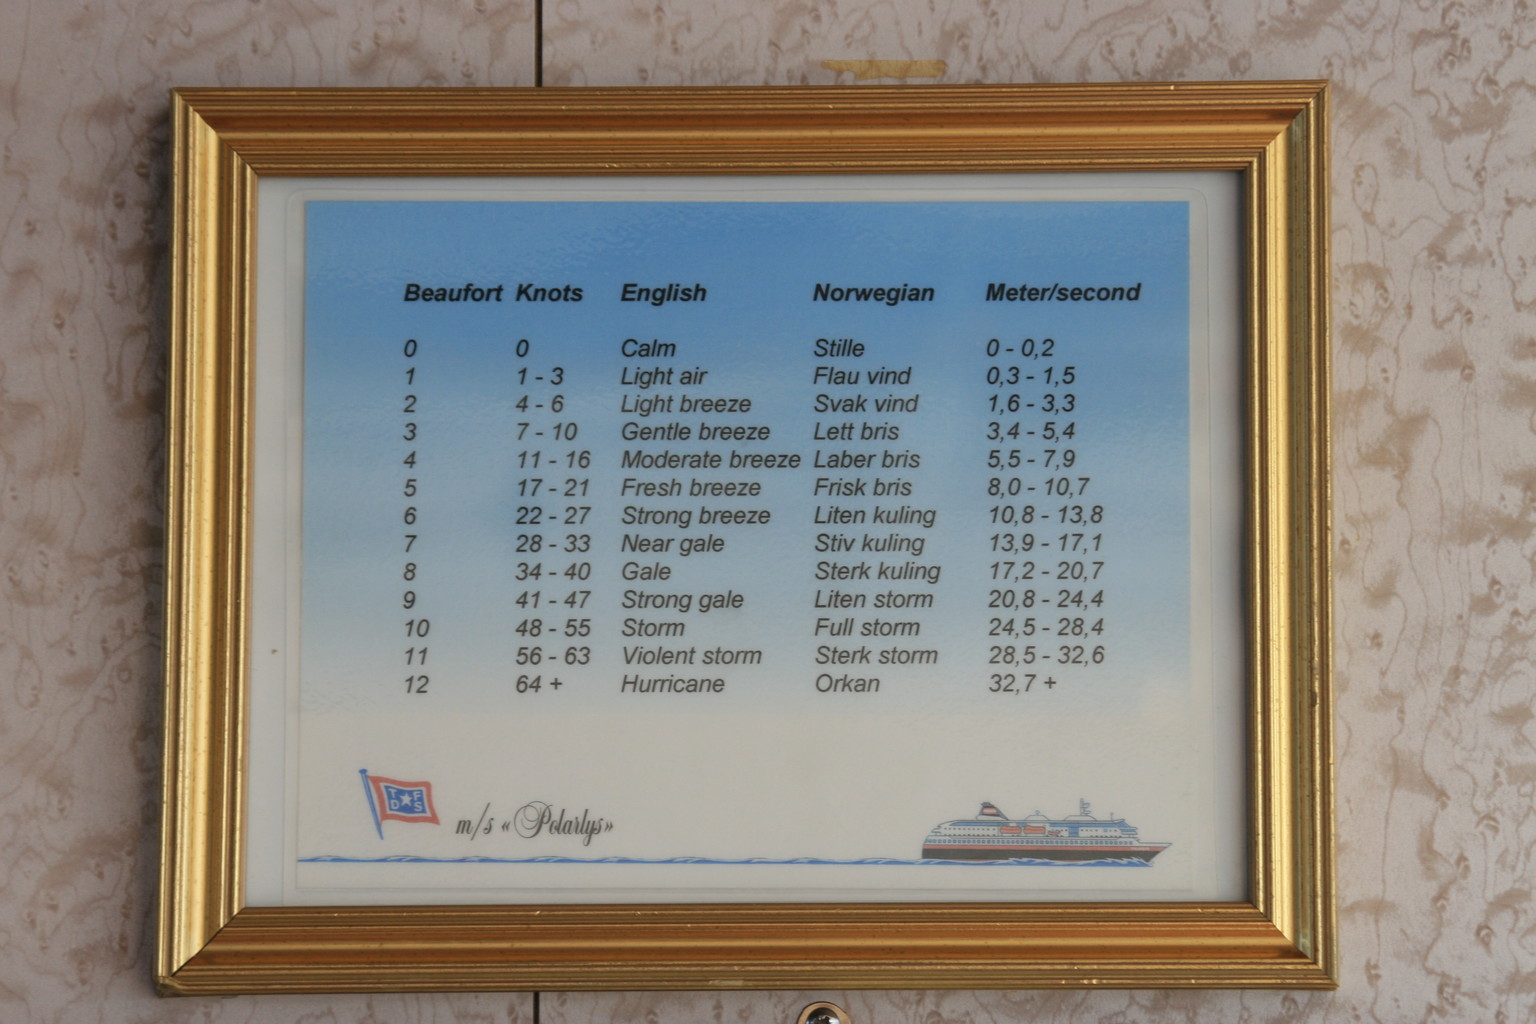 Beaufort Knots English Norwegian Meter/second
0 0 Calm Stille 0 - 0,2
1 1 - 3 Light air Flau vind 0,3 - 1,5
2 4 - 6 Light breeze Svak vind 1,6 - 3,3
3 7 - 10 Gentle breeze Lett bris 3,4 - 5,4
4 11 - 16 Moderate breeze Laber bris 5,5 - 7,9
5 17 - 21 Fresh breeze Frisk bris 8,0 - 10,7
6 22 - 27 Strong breeze Liten kuling 10,8 - 13,8
7 28 - 33 Near gale Stiv kuling 13,9 - 17,1
8 34 - 40 Gale Sterk kuling 17,2 - 20,7
9 41 - 47 Strong gale Liten storm 20,8 - 24,4
10 48 - 55 Storm Full storm 24,5 - 28,4
11 56 - 63 Violent storm Sterk storm 28,5 - 32,6
12 64 + Hurricane Orkan 32,7 +
T F
D S
m/s «Polarlys»